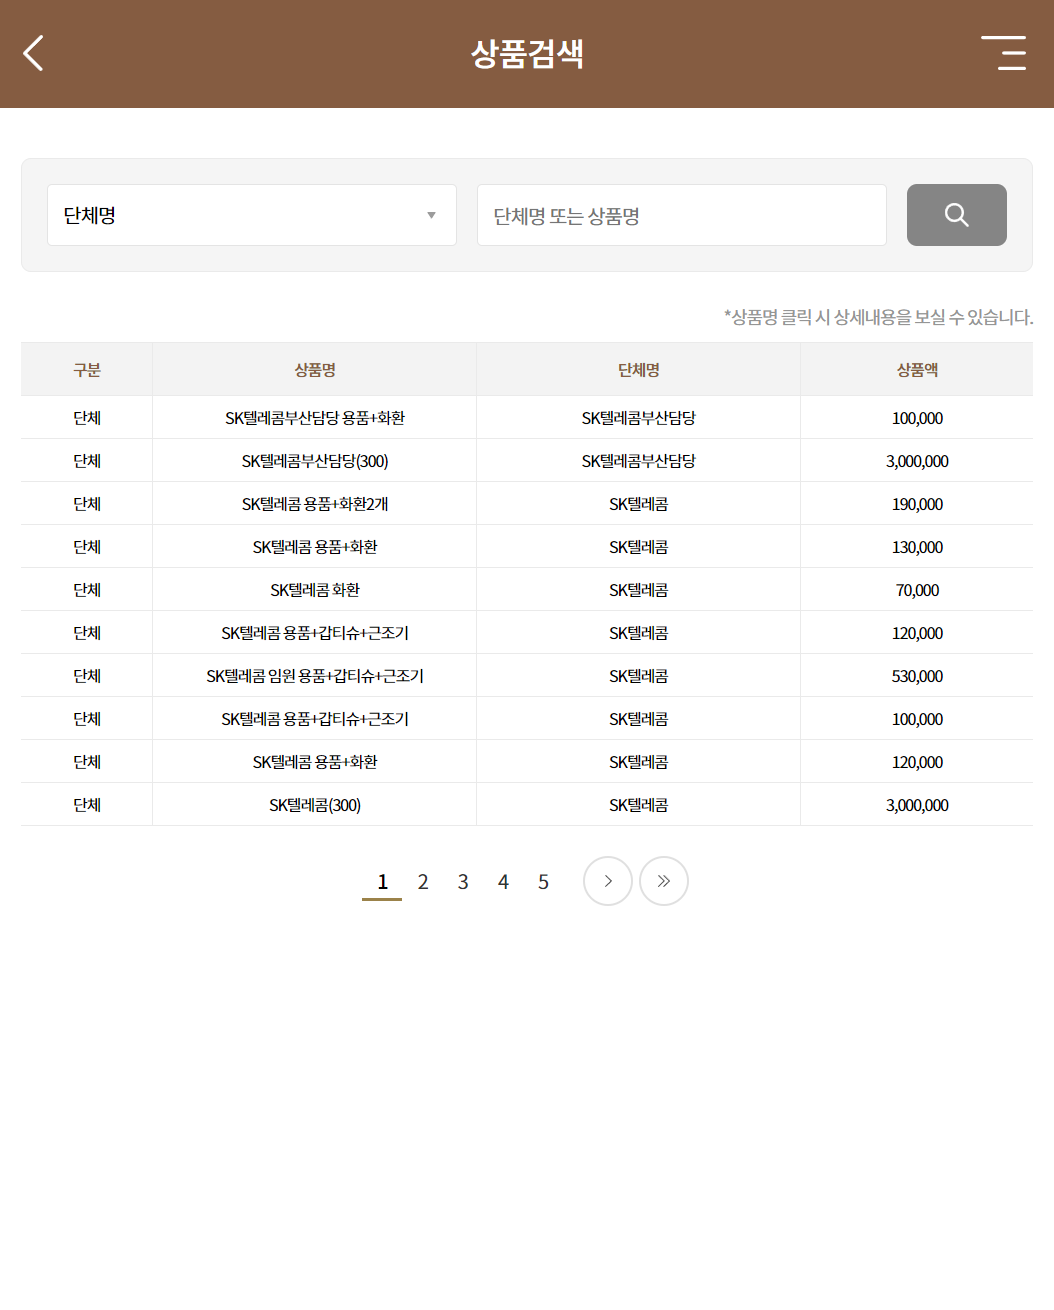 상품검색
단체명
단체명 또는 상품명
*상품명 클릭 시 상세내용을 보실 수 있습니다.
구분 상품명 단체명 상품액
단체 SK텔레콤부산담당 용품+화환 SK텔레콤부산담당 100,000
단체 SK텔레콤부산담당(300) SK텔레콤부산담당 3,000,000
단체 SK텔레콤 용품+화환2개 SK텔레콤 190,000
단체 SK텔레콤 용품+화환 SK텔레콤 130,000
단체 SK텔레콤 화환 SK텔레콤 70,000
단체 SK텔레콤 용품+갑티슈+근조기 SK텔레콤 120,000
단체 SK텔레콤 임원 용품+갑티슈+근조기 SK텔레콤 530,000
단체 SK텔레콤 용품+갑티슈+근조기 SK텔레콤 100,000
단체 SK텔레콤 용품+화환 SK텔레콤 120,000
단체 SK텔레콤(300) SK텔레콤 3,000,000
1 2 3 4 5